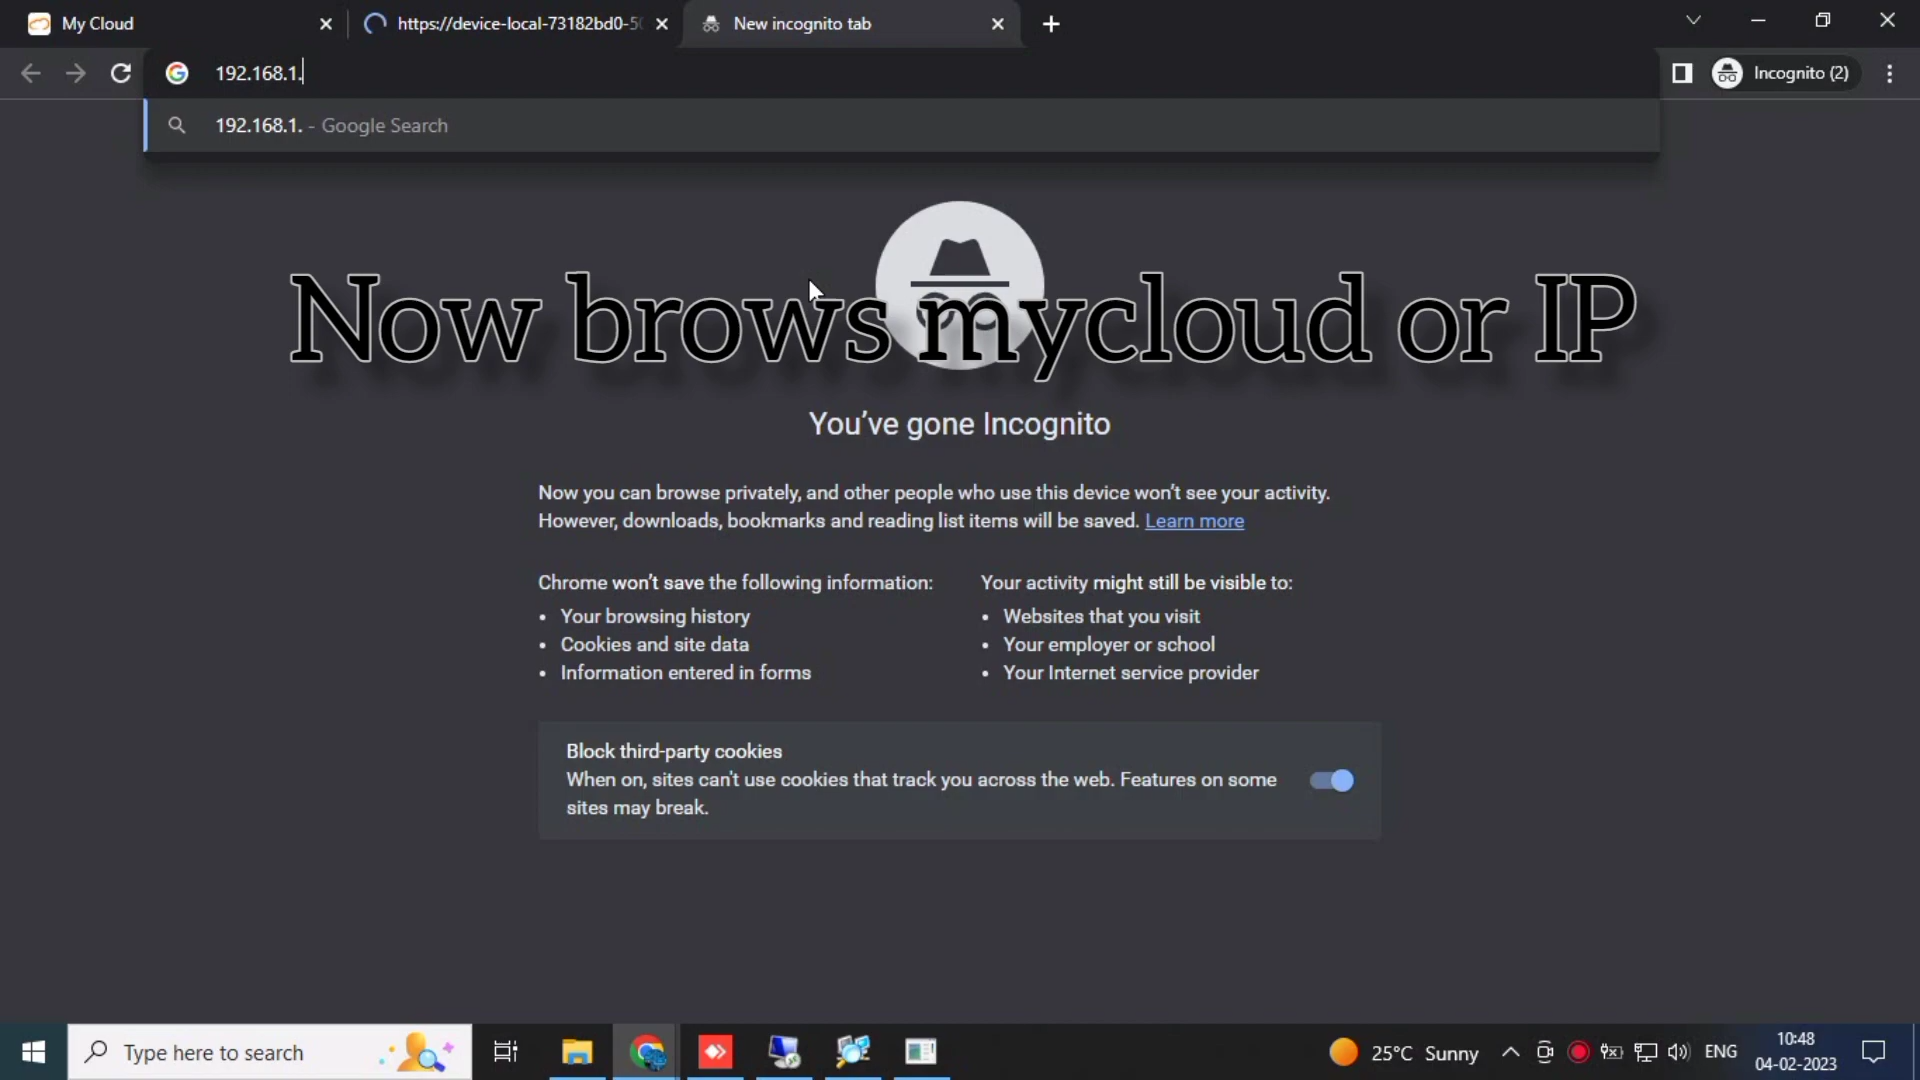 My Cloud
https://device-local-73182bd0-5
New incognito tab
192.168.1.
Incognito (2)
192.168.1. - Google Search
Now brows mycloud or IP
You've gone Incognito
Now you can browse privately, and other people who use this device won't see your activity.
However, downloads, bookmarks and reading list items will be saved. Learn more
Chrome won't save the following information:
• Your browsing history
• Cookies and site data
• Information entered in forms
Your activity might still be visible to:
• Websites that you visit
• Your employer or school
• Your Internet service provider
Block third-party cookies
When on, sites can't use cookies that track you across the web. Features on some
sites may break.
Type here to search
25°C Sunny
ENG
10:48
04-02-2023